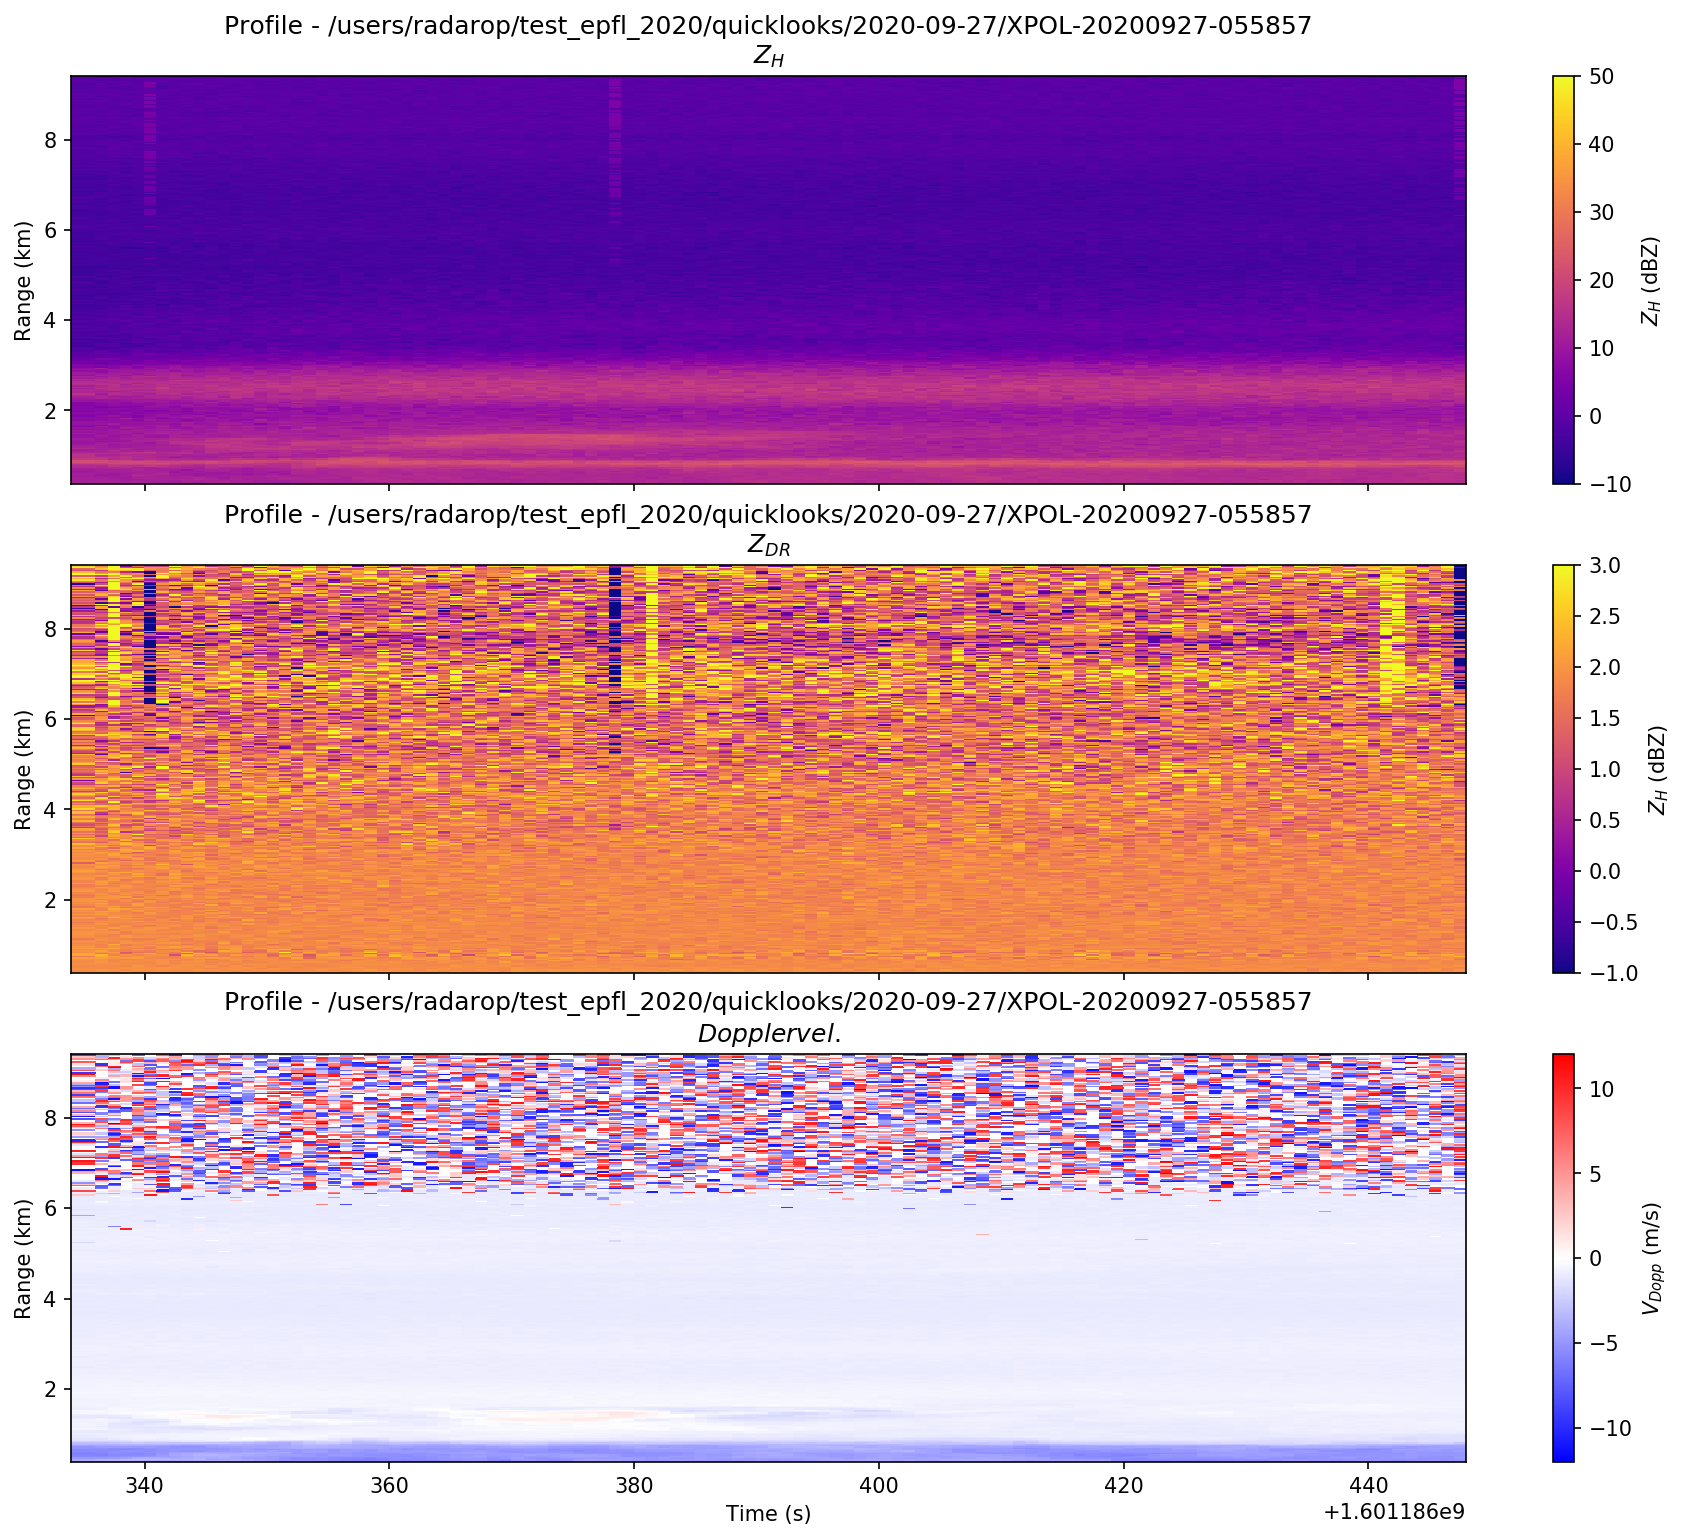 Profile - /users/radarop/test_epfl_2020/quicklooks/2020-09-27/XPOL-20200927-055857
Z_H
Range (km)
8
6
4
2
50
40
30
20
10
0
−10
Z_H (dBZ)
Profile - /users/radarop/test_epfl_2020/quicklooks/2020-09-27/XPOL-20200927-055857
Z_DR
Range (km)
8
6
4
2
3.0
2.5
2.0
1.5
1.0
0.5
0.0
−0.5
−1.0
Z_H (dBZ)
Profile - /users/radarop/test_epfl_2020/quicklooks/2020-09-27/XPOL-20200927-055857
Dopplervel.
Range (km)
8
6
4
2
10
5
0
−5
−10
V_Dopp (m/s)
340 360 380 400 420 440
Time (s)
+1.601186e9